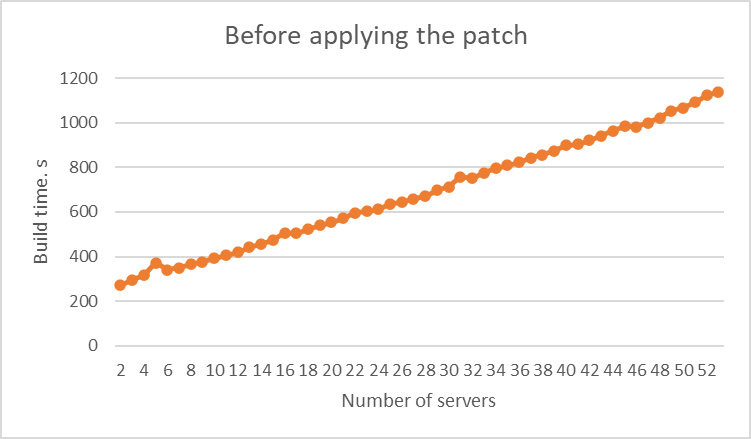 Before applying the patch
1200
1000
800
600
400
200
0
Build time. s
2 4 6 8 10 12 14 16 18 20 22 24 26 28 30 32 34 36 38 40 42 44 46 48 50 52
Number of servers